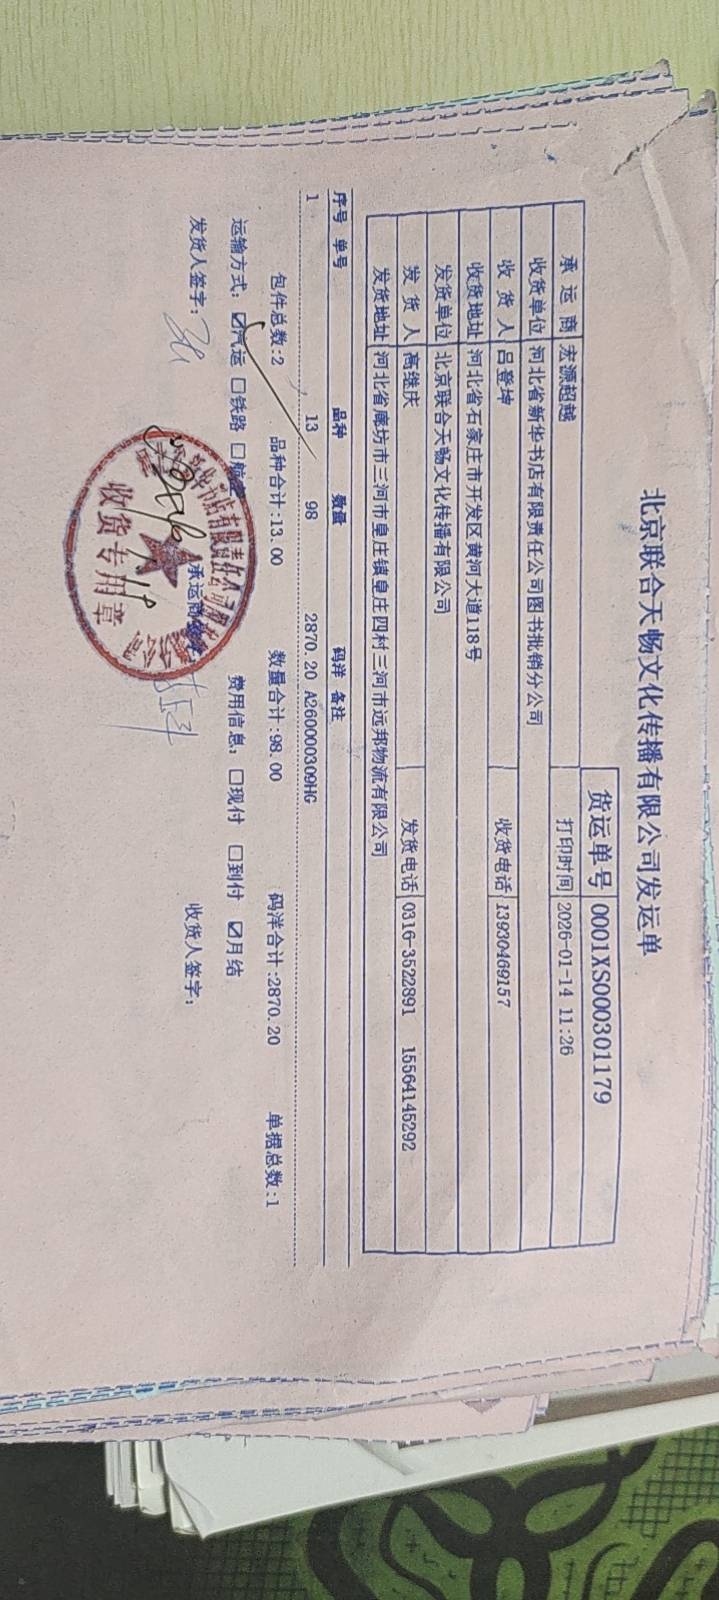 北京联合天畅文化传播有限公司发运单
货运单号 0001XS000301179
承运商 宏源超越 打印时间 2026-01-14 11:26
收货单位 河北省新华书店有限责任公司图书批销分公司
收货人 吕登坤 收货电话 13930469157
收货地址 河北省石家庄市开发区黄河大道118号
发货单位 北京联合天畅文化传播有限公司
发货人 高继庆 发货电话 0316-3522891 15564145292
发货地址 河北省廊坊市三河市皇庄镇皇庄四村三河市远邦物流有限公司
序号 单号 品种 数量 码洋 备注
1 13 98 2870.20 A260000309HG
包件总数:2 品种合计:13.00 数量合计:98.00 码洋合计:2870.20 单据总数:1
运输方式: ☑汽运 □铁路 □航空 费用信息: □现付 □到付 ☑月结
发货人签字: 承运商签字: 收货人签字:
收货专用章